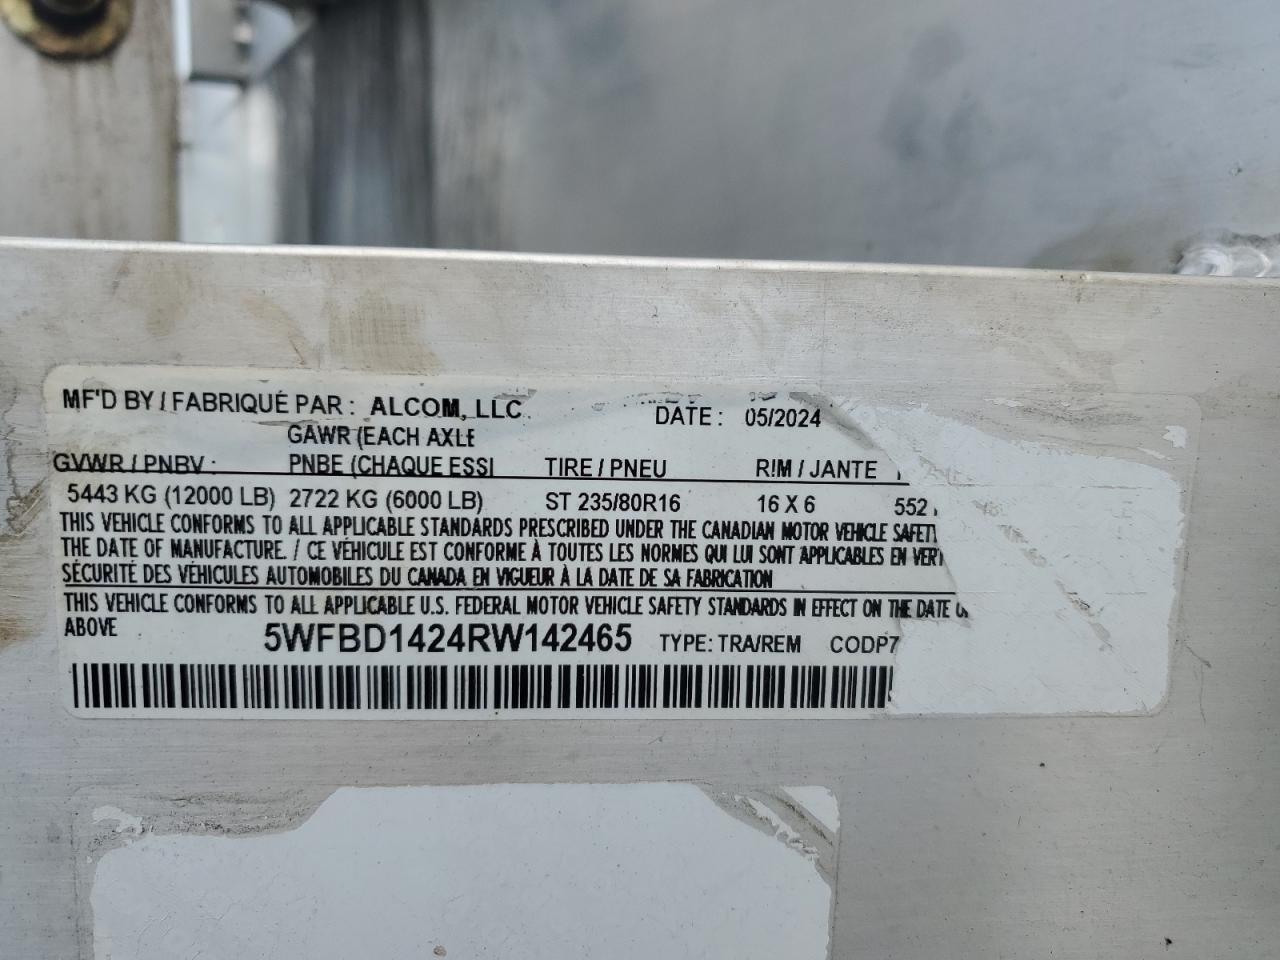 MF'D BY / FABRIQUÉ PAR : ALCOM, LLC DATE : 05/2024
GAWR (EACH AXLE
GVWR / PNBV : PNBE (CHAQUE ESSI TIRE / PNEU RIM / JANTE
5443 KG (12000 LB) 2722 KG (6000 LB) ST 235/80R16 16 X 6 552
THIS VEHICLE CONFORMS TO ALL APPLICABLE STANDARDS PRESCRIBED UNDER THE CANADIAN MOTOR VEHICLE SAFETY
THE DATE OF MANUFACTURE. / CE VÉHICULE EST CONFORME À TOUTES LES NORMES QUI LUI SONT APPLICABLES EN VERT
SÉCURITÉ DES VÉHICULES AUTOMOBILES DU CANADA EN VIGUEUR À LA DATE DE SA FABRICATION
THIS VEHICLE CONFORMS TO ALL APPLICABLE U.S. FEDERAL MOTOR VEHICLE SAFETY STANDARDS IN EFFECT ON THE DATE
ABOVE 5WFBD1424RW142465 TYPE: TRA/REM CODP7